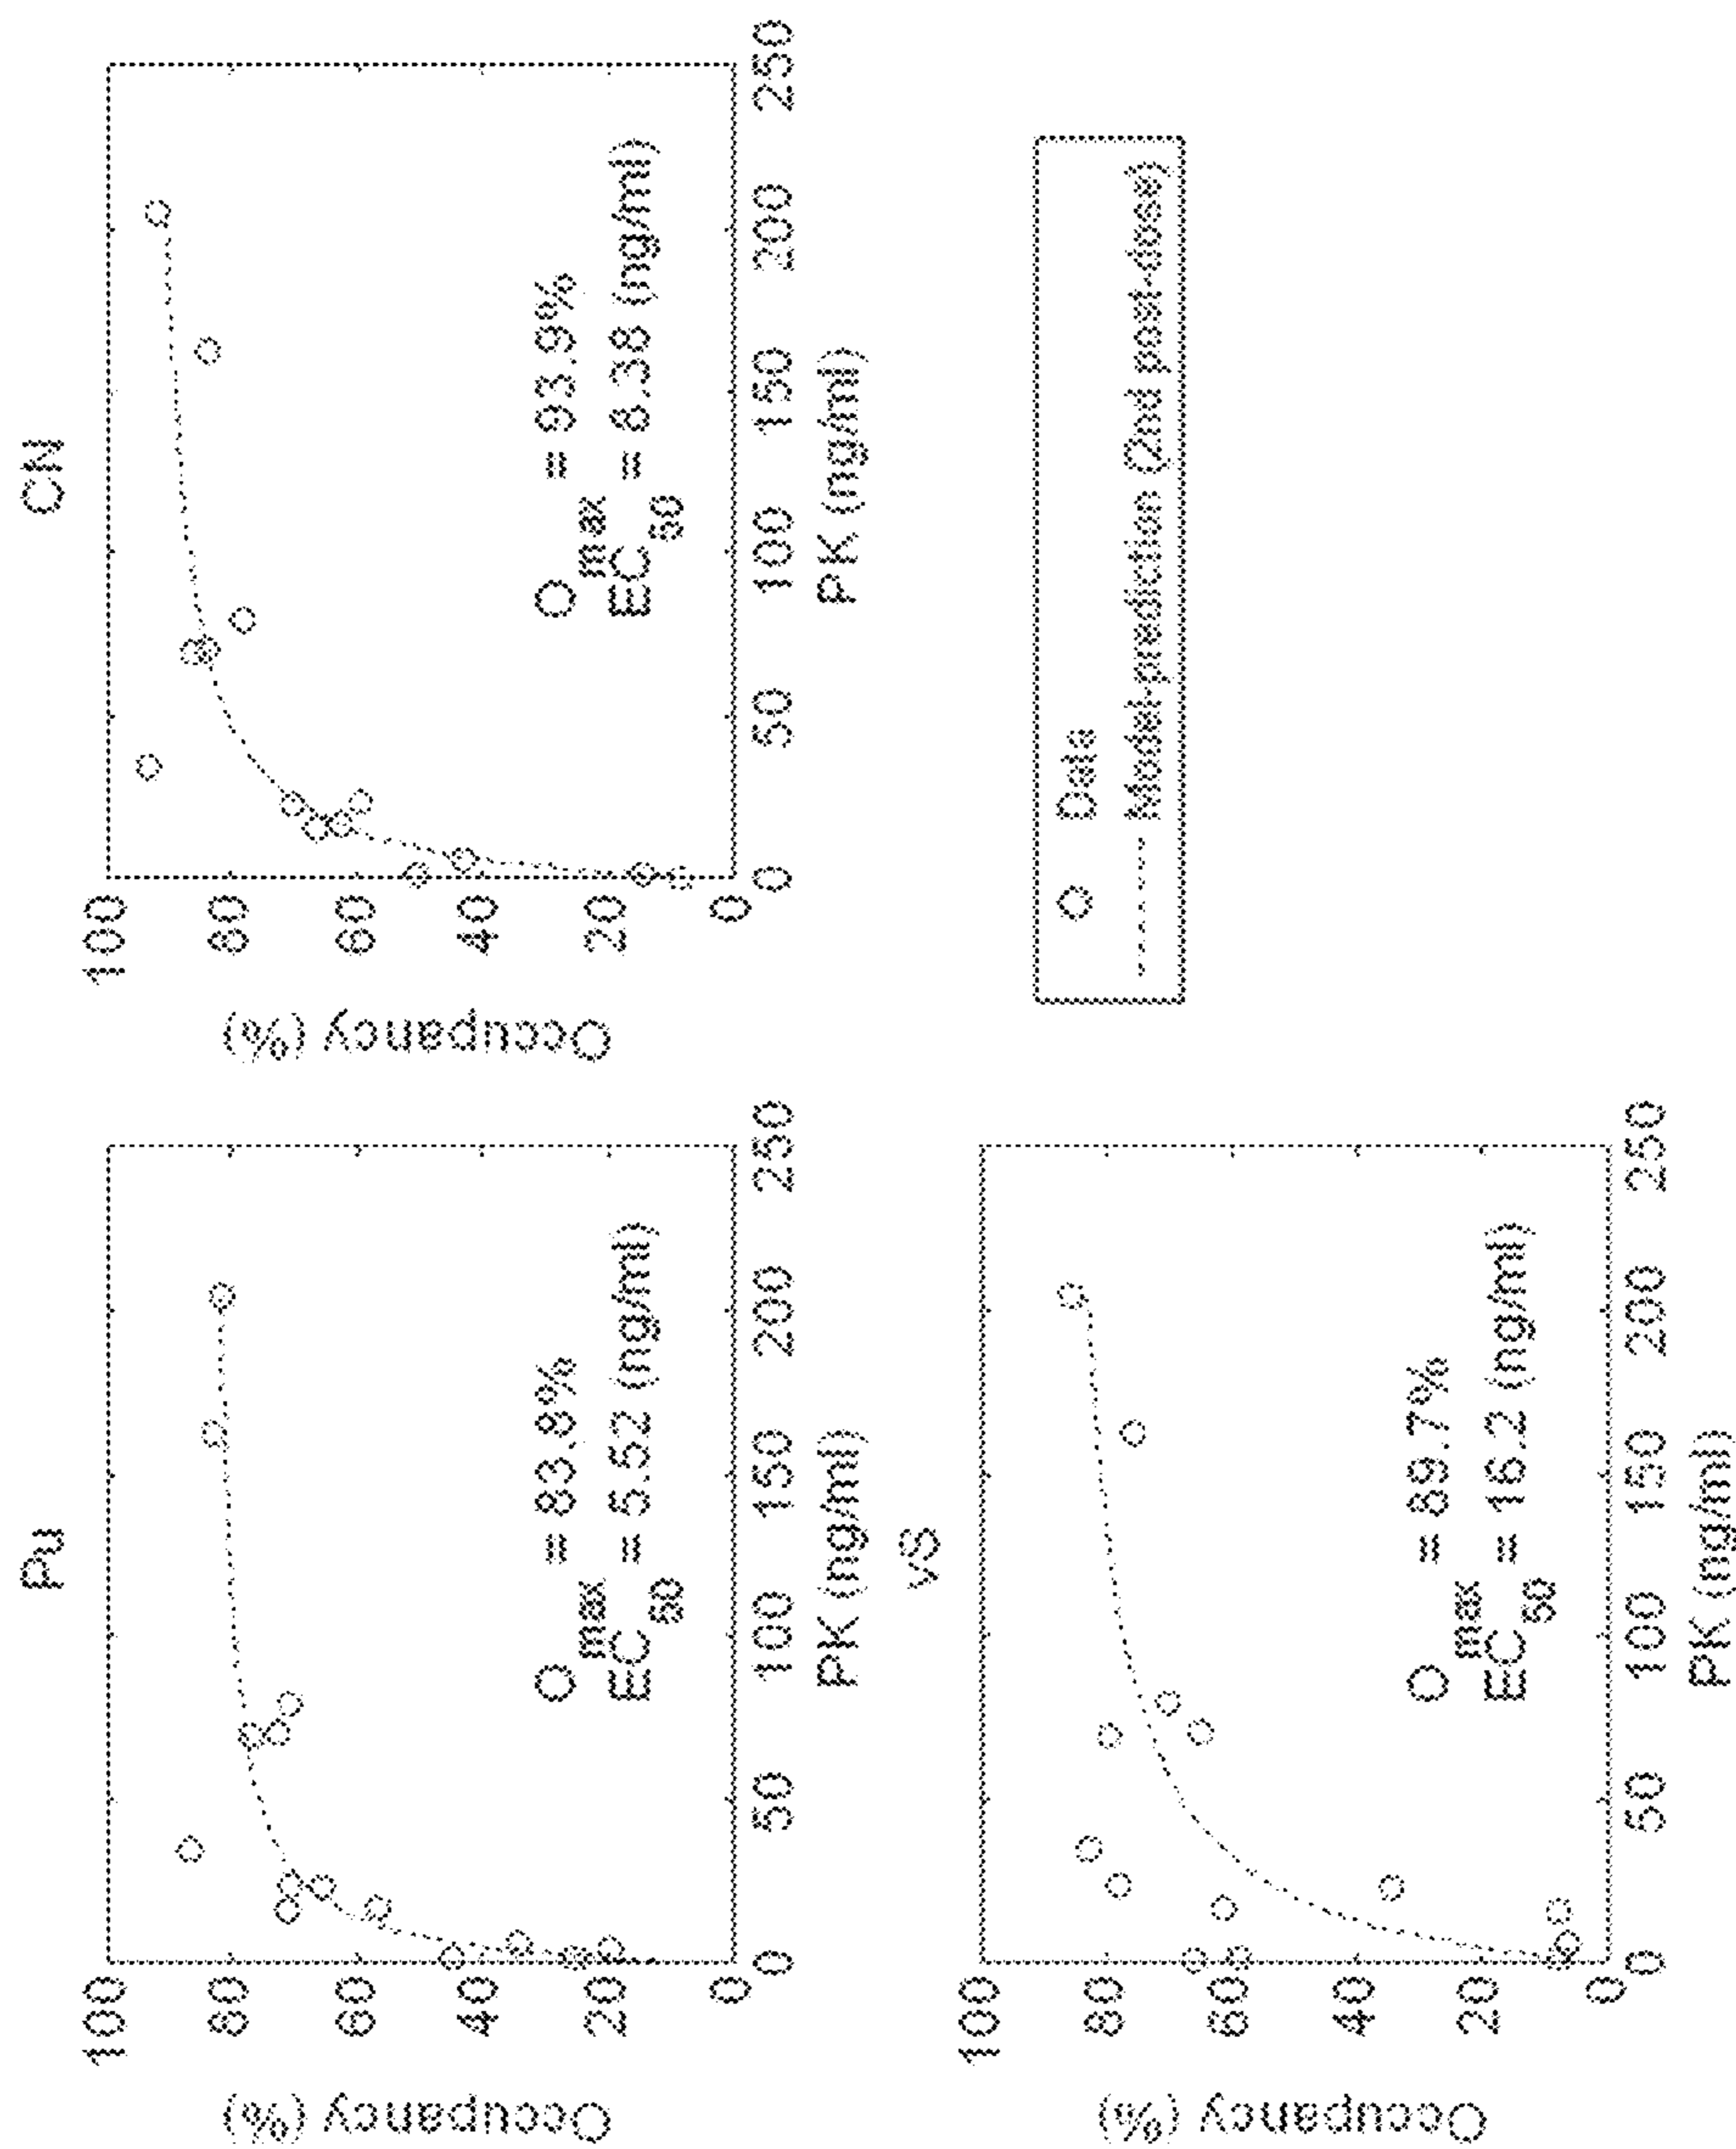 Pu
Occupancy (%)
100
80
60
40
20
0
O max = 83.8%
EC 50 = 5.52 (ng/ml)
0 50 100 150 200 250
PK (ng/ml)
CN
Occupancy (%)
100
80
60
40
20
0
O max = 93.9%
EC 50 = 8.38 (ng/ml)
0 50 100 150 200 250
PK (ng/ml)
vS
Occupancy (%)
100
80
60
40
20
0
O max = 89.7%
EC 50 = 16.2 (ng/ml)
0 50 100 150 200 250
PK (ng/ml)
Data
Model-prediction (2nd post-dose)